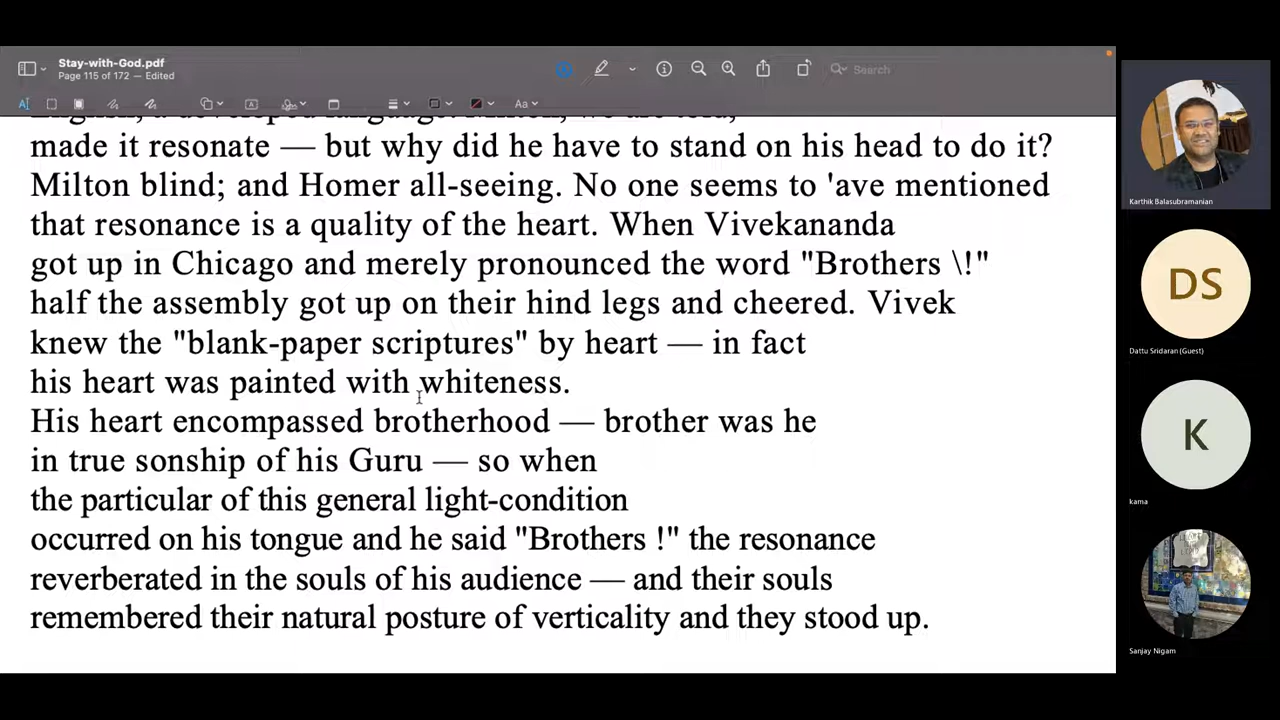 Stay-with-God.pdf
Page 115 of 172 — Edited
Search
Aa
made it resonate — but why did he have to stand on his head to do it?
Milton blind; and Homer all-seeing. No one seems to 'ave mentioned
that resonance is a quality of the heart. When Vivekananda
got up in Chicago and merely pronounced the word "Brothers \!"
half the assembly got up on their hind legs and cheered. Vivek
knew the "blank-paper scriptures" by heart — in fact
his heart was painted with whiteness.
His heart encompassed brotherhood — brother was he
in true sonship of his Guru — so when
the particular of this general light-condition
occurred on his tongue and he said "Brothers !" the resonance
reverberated in the souls of his audience — and their souls
remembered their natural posture of verticality and they stood up.
Karthik Balasubramanian
DS
Dattu Sridaran (Guest)
K
kama
Sanjay Nigam